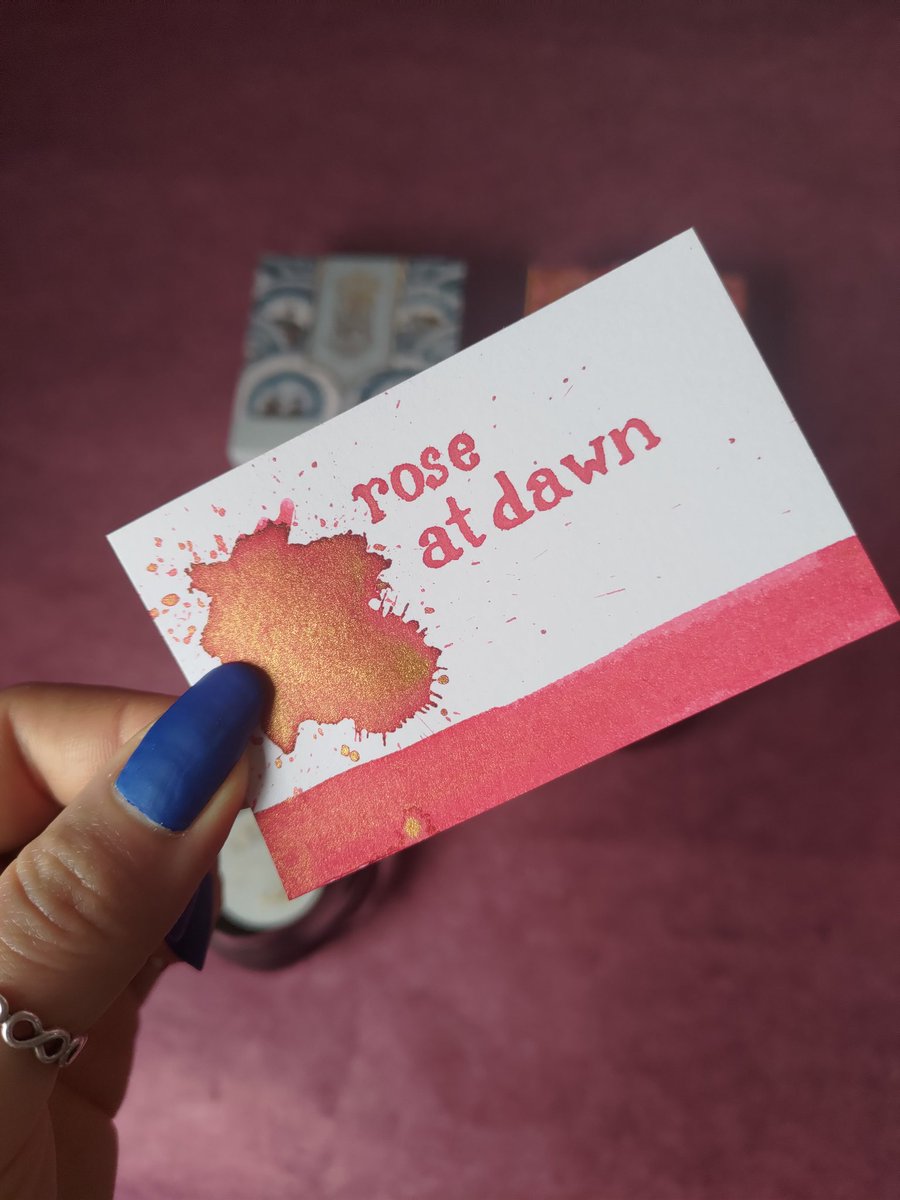 rose
at dawn